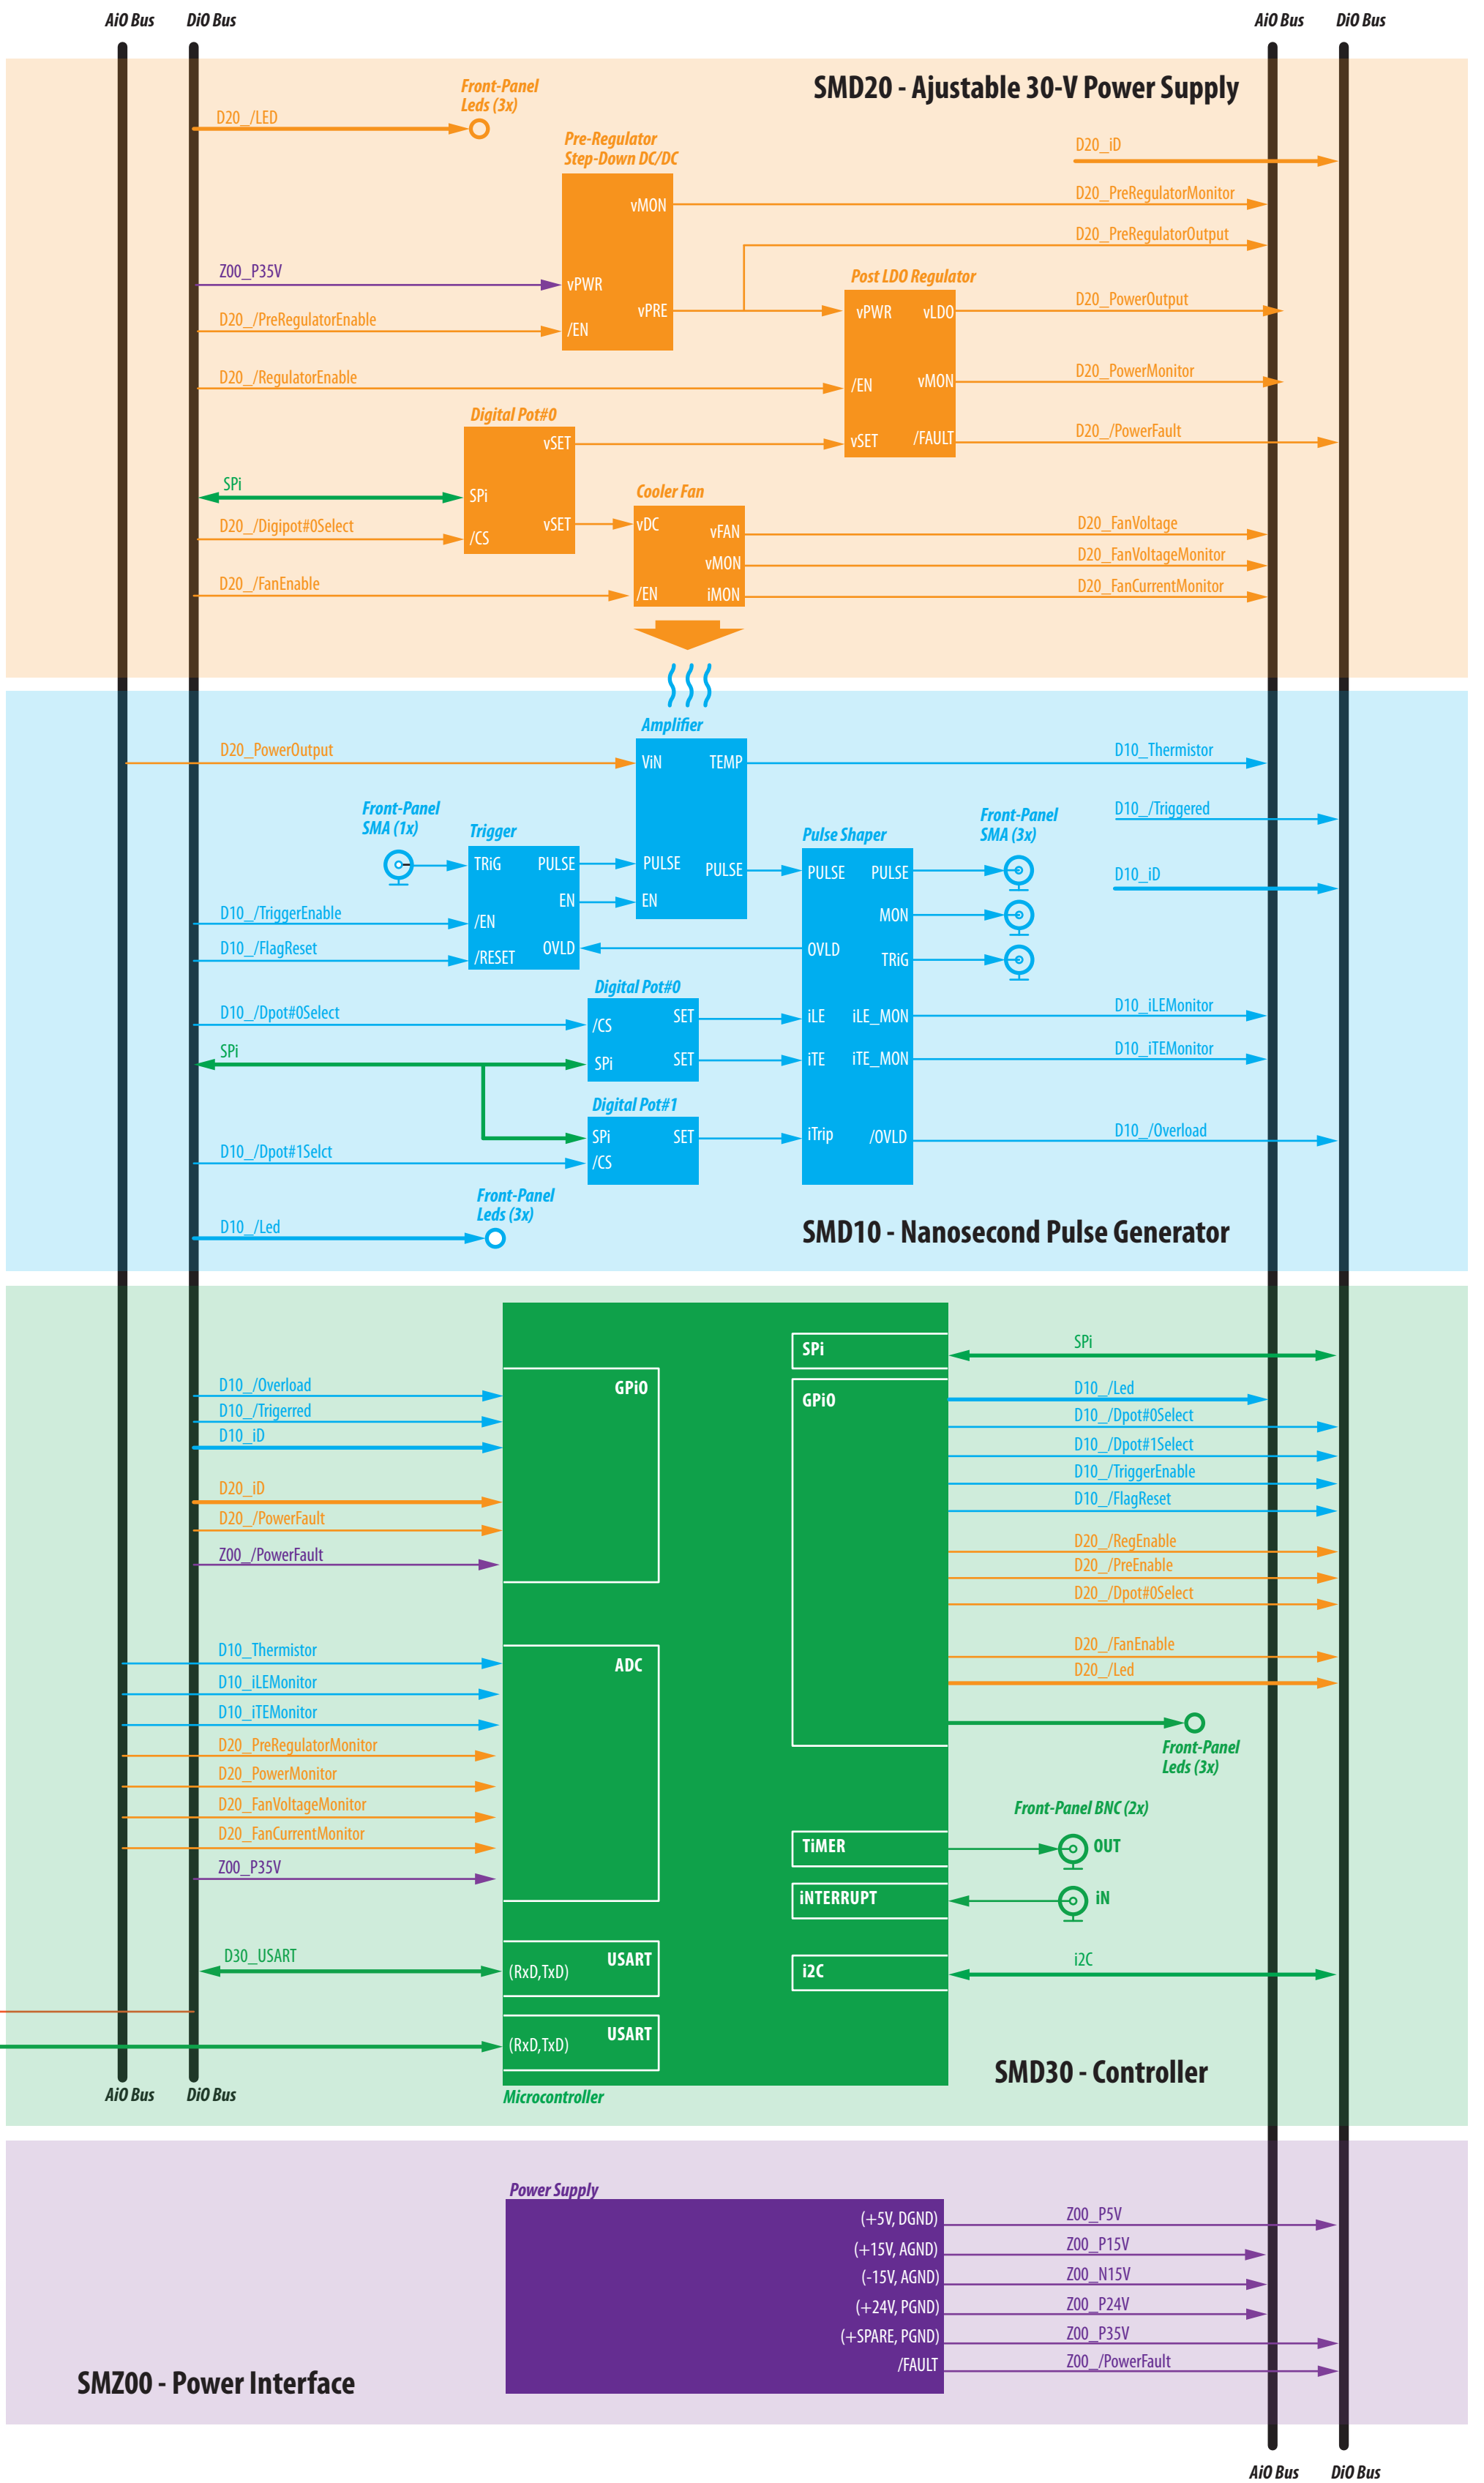 AiO Bus
DiO Bus
AiO Bus
DiO Bus
SMD20 - Ajustable 30-V Power Supply
Front-Panel
Leds (3x)
D20_/LED
Pre-Regulator
Step-Down DC/DC
D20_iD
vMON
D20_PreRegulatorMonitor
D20_PreRegulatorOutput
Z00_P35V
vPWR
Post LDO Regulator
vPRE
vPWR
vLDO
D20_PowerOutput
D20_/PreRegulatorEnable
/EN
D20_/RegulatorEnable
/EN
vMON
D20_PowerMonitor
Digital Pot#0
vSET
vSET
/FAULT
D20_/PowerFault
SPi
SPi
Cooler Fan
D20_/Digipot#0Select
/CS
vSET
vDC
vFAN
D20_FanVoltage
vMON
D20_FanVoltageMonitor
D20_/FanEnable
/EN
iMON
D20_FanCurrentMonitor
Amplifier
D20_PowerOutput
ViN
TEMP
D10_Thermistor
Front-Panel
SMA (1x)
Trigger
Pulse Shaper
Front-Panel
SMA (3x)
D10_/Triggered
TRiG
PULSE
PULSE
PULSE
PULSE
PULSE
D10_iD
EN
EN
D10_/TriggerEnable
/EN
MON
D10_/FlagReset
/RESET
OVLD
OVLD
TRiG
Digital Pot#0
D10_/Dpot#0Select
/CS
SET
iLE
iLE_MON
D10_iLEMonitor
SPi
SPi
SET
iTE
iTE_MON
D10_iTEMonitor
Digital Pot#1
SPi
SET
iTrip
/OVLD
D10_/Overload
D10_/Dpot#1Selct
/CS
Front-Panel
Leds (3x)
D10_/Led
SMD10 - Nanosecond Pulse Generator
SPi
SPi
D10_/Overload
GPiO
GPiO
D10_/Led
D10_/Trigerred
D10_/Dpot#0Select
D10_iD
D10_/Dpot#1Select
D10_/TriggerEnable
D20_iD
D10_/FlagReset
D20_/PowerFault
D20_/RegEnable
Z00_/PowerFault
D20_/PreEnable
D20_/Dpot#0Select
D10_Thermistor
ADC
D20_/FanEnable
D10_iLEMonitor
D20_/Led
D10_iTEMonitor
D20_PreRegulatorMonitor
Front-Panel
Leds (3x)
D20_PowerMonitor
D20_FanVoltageMonitor
Front-Panel BNC (2x)
D20_FanCurrentMonitor
TiMER
OUT
Z00_P35V
iNTERRUPT
iN
D30_USART
USART
(RxD,TxD)
i2C
i2C
USART
(RxD,TxD)
SMD30 - Controller
AiO Bus
DiO Bus
Microcontroller
Power Supply
(+5V, DGND)
Z00_P5V
(+15V, AGND)
Z00_P15V
(-15V, AGND)
Z00_N15V
(+24V, PGND)
Z00_P24V
(+SPARE, PGND)
Z00_P35V
/FAULT
Z00_/PowerFault
SMZ00 - Power Interface
AiO Bus
DiO Bus